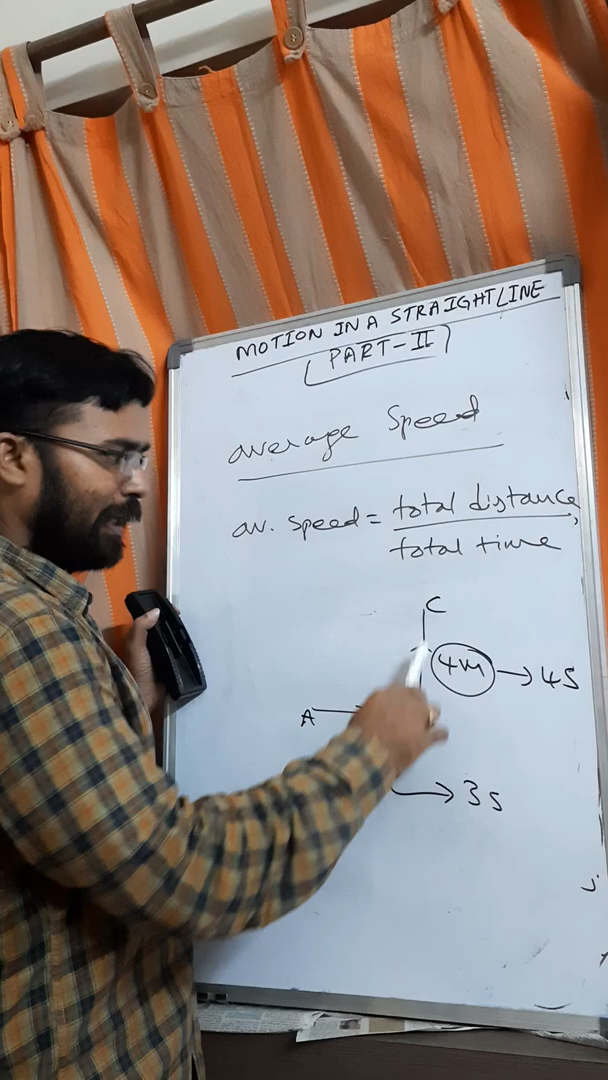 MOTION IN A STRAIGHT LINE
(PART-II)
average Speed
av. Speed = total distance
total time
C
4m → 4s
A
→ 3s